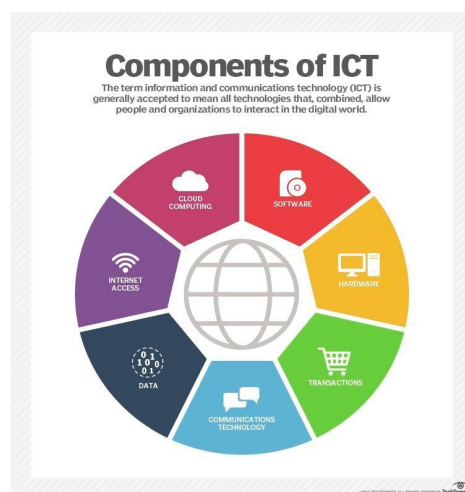 Components of ICT
The term information and communications technology (ICT) is
generally accepted to mean all technologies that, combined, allow
people and organizations to interact in the digital world.
CLOUD
COMPUTING
SOFTWARE
INTERNET
ACCESS
HARDWARE
0 1
1 0 0
0 1
DATA
TRANSACTIONS
COMMUNICATIONS
TECHNOLOGY